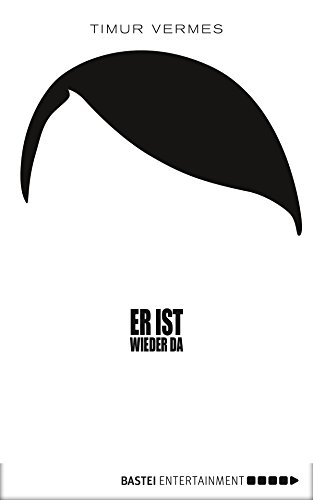 TIMUR VERMES
ER IST
WIEDER DA
BASTEI ENTERTAINMENT